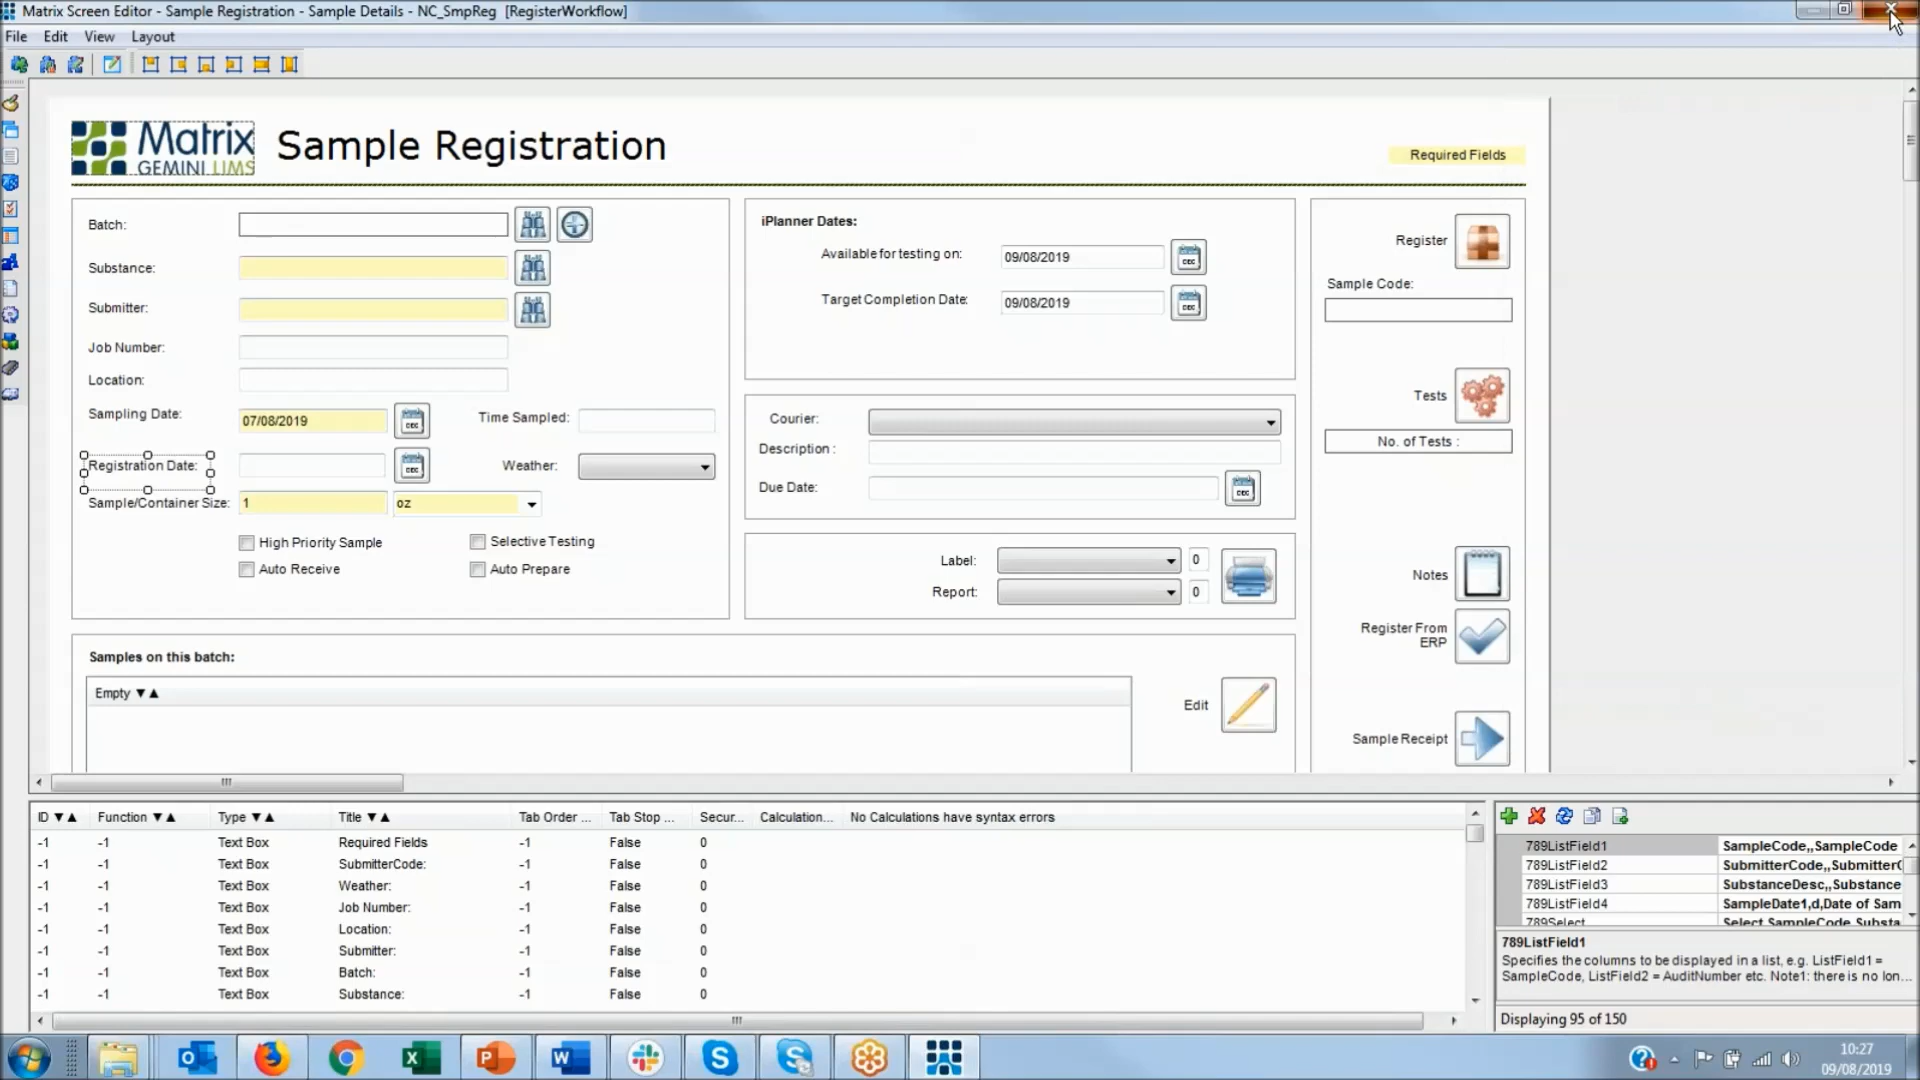 Matrix Screen Editor - Sample Registration - Sample Details - NC_SmpReg [RegisterWorkflow]
File Edit View Layout
Matrix
GEMINI LIMS
Sample Registration
Required Fields
Batch:
Substance:
Submitter:
Job Number:
Location:
Sampling Date: 07/08/2019 Time Sampled:
Registration Date: Weather:
Sample/Container Size: 1 oz
High Priority Sample Selective Testing
Auto Receive Auto Prepare
iPlanner Dates:
Available for testing on: 09/08/2019
Target Completion Date: 09/08/2019
Courier:
Description :
Due Date:
Label: 0
Report: 0
Register
Sample Code:
Tests
No. of Tests :
Notes
Register From
ERP
Sample Receipt
Samples on this batch:
Empty
Edit
ID Function Type Title Tab Order ... Tab Stop ... Secur... Calculation... No Calculations have syntax errors
-1 -1 Text Box Required Fields -1 False 0
-1 -1 Text Box SubmitterCode: -1 False 0
-1 -1 Text Box Weather: -1 False 0
-1 -1 Text Box Job Number: -1 False 0
-1 -1 Text Box Location: -1 False 0
-1 -1 Text Box Submitter: -1 False 0
-1 -1 Text Box Batch: -1 False 0
-1 -1 Text Box Substance: -1 False 0
789ListField1 SampleCode,,SampleCode
789ListField2 SubmitterCode,,Submitter
789ListField3 SubstanceDesc,,Substance
789ListField4 SampleDate1,d,Date of Sam
789Select Select SampleCode Substa
789ListField1
Specifies the columns to be displayed in a list, e.g. ListField1 =
SampleCode, ListField2 = AuditNumber etc. Note1: there is no lon...
Displaying 95 of 150
10:27
09/08/2019